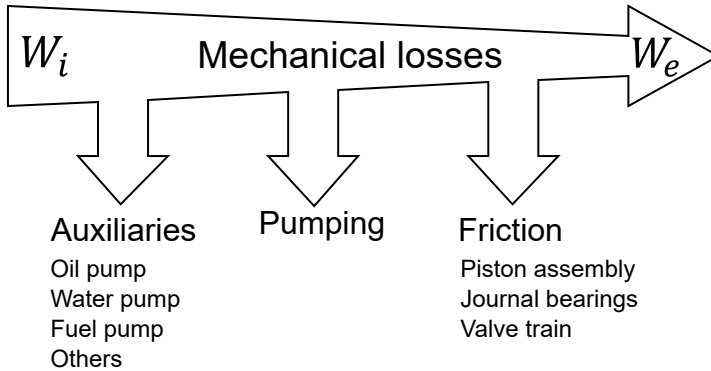 W_i Mechanical losses W_e
Auxiliaries
Oil pump
Water pump
Fuel pump
Others
Pumping
Friction
Piston assembly
Journal bearings
Valve train